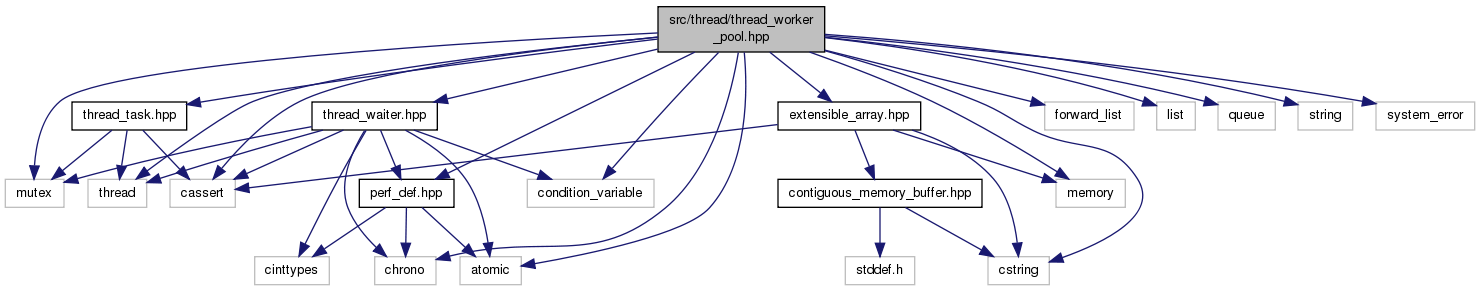 src/thread/thread_worker
_pool.hpp
thread_task.hpp
thread_waiter.hpp
extensible_array.hpp
forward_list
list
queue
string
system_error
mutex
thread
cassert
perf_def.hpp
condition_variable
contiguous_memory_buffer.hpp
memory
cinttypes
chrono
atomic
stddef.h
cstring